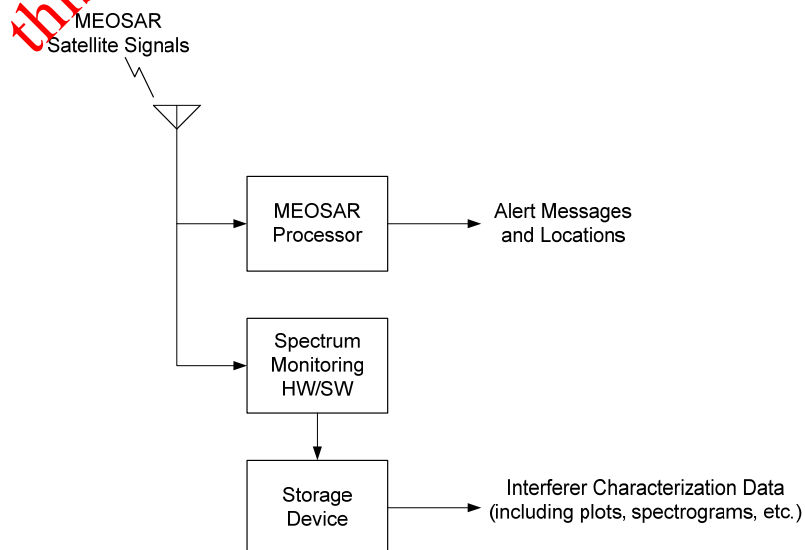 MEOSAR
Satellite Signals
MEOSAR
Processor
Alert Messages
and Locations
Spectrum
Monitoring
HW/SW
Storage
Device
Interferer Characterization Data
(including plots, spectrograms, etc.)